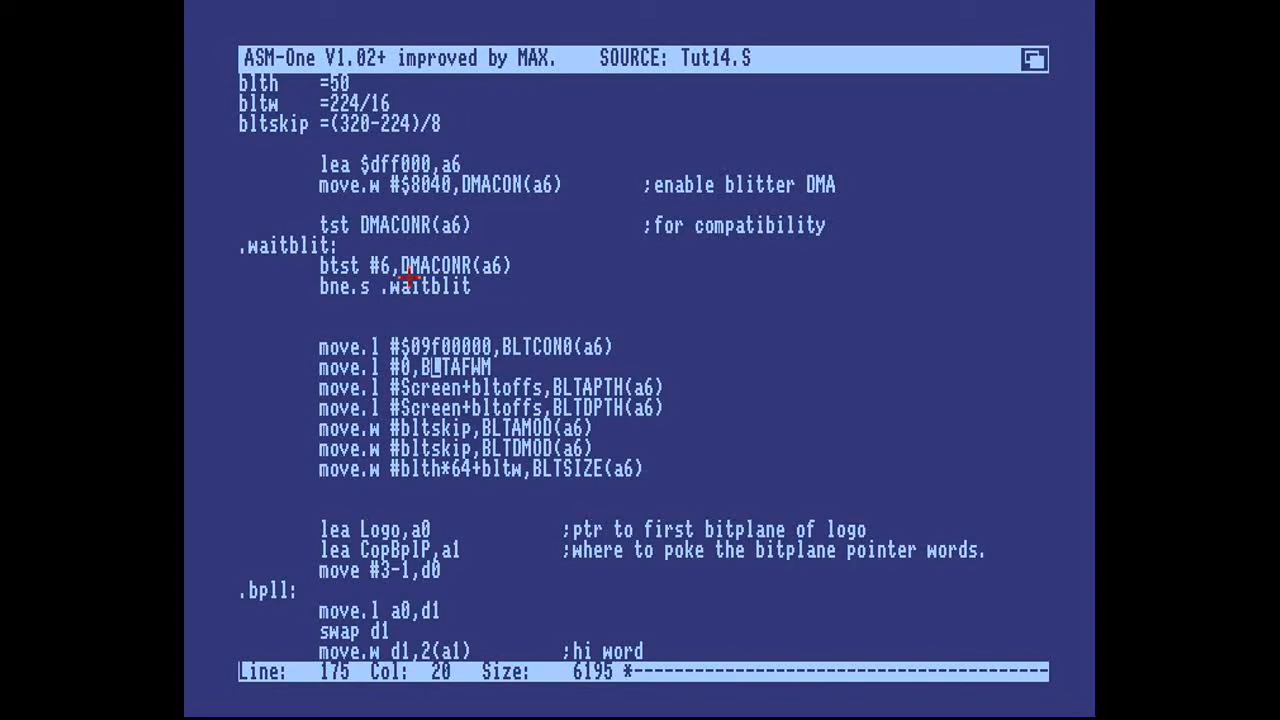 ASM-One V1.02+ improved by MAX. SOURCE: Tut14.S
blth =50
bltw =224/16
bltskip =(320-224)/8
lea $dff000,a6
move.w #$8040,DMACON(a6) ;enable blitter DMA
tst DMACONR(a6) ;for compatibility
.waitblit:
btst #6,DMACONR(a6)
bne.s .waitblit
move.l #$09f00000,BLTCON0(a6)
move.l #0,BLTAFWM
move.l #Screen+bltoffs,BLTAPTH(a6)
move.l #Screen+bltoffs,BLTDPTH(a6)
move.w #bltskip,BLTAMOD(a6)
move.w #bltskip,BLTDMOD(a6)
move.w #blth*64+bltw,BLTSIZE(a6)
lea Logo,a0 ;ptr to first bitplane of logo
lea CopBplP,a1 ;where to poke the bitplane pointer words.
move #3-1,d0
.bpll:
move.l a0,d1
swap d1
move.w d1,2(a1) ;hi word
Line: 175 Col: 20 Size: 6195 *-----------------------------------------